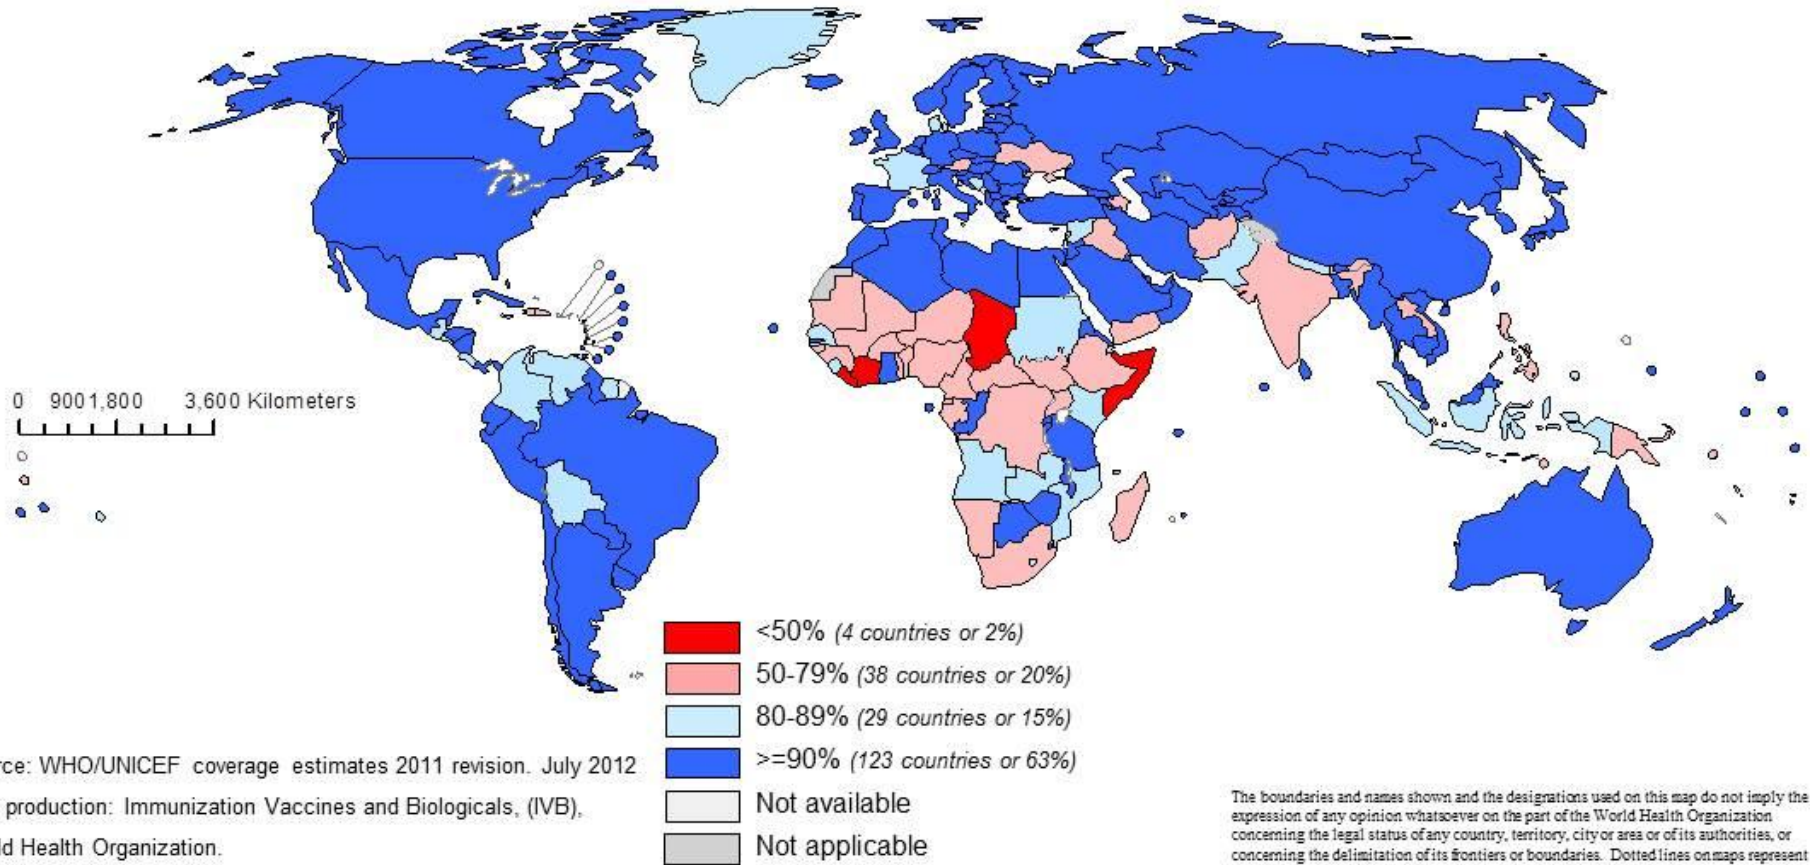 0 9001,800 3,600 Kilometers
<50% (4 countries or 2%)
50-79% (38 countries or 20%)
80-89% (29 countries or 15%)
>=90% (123 countries or 63%)
Not available
Not applicable
rce: WHO/UNICEF coverage estimates 2011 revision. July 2012
production: Immunization Vaccines and Biologicals, (IVB),
ld Health Organization.
The boundaries and names shown and the designations used on this map do not imply the
expression of any opinion whatsoever on the part of the World Health Organization
concerning the legal status of any country, territory, city or area or of its authorities, or
concerning the delimitation of its frontiers or boundaries. Dotted lines on maps represent